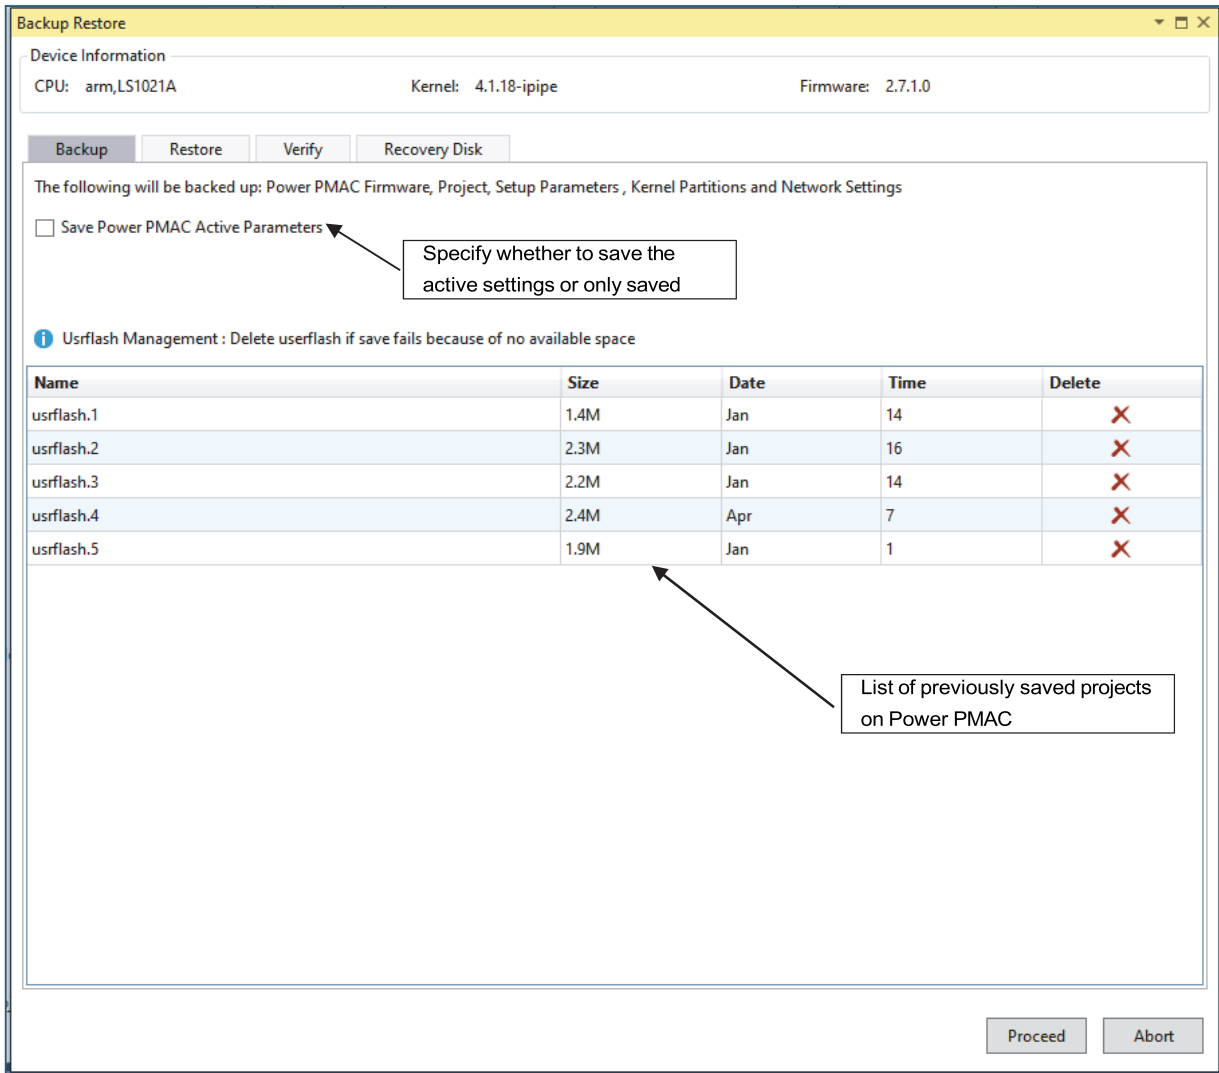 Backup Restore
Device Information
CPU: arm,LS1021A Kernel: 4.1.18-ipipe Firmware: 2.7.1.0
Backup Restore Verify Recovery Disk
The following will be backed up: Power PMAC Firmware, Project, Setup Parameters , Kernel Partitions and Network Settings
Save Power PMAC Active Parameters
Specify whether to save the
active settings or only saved
Usrflash Management : Delete userflash if save fails because of no available space
Name Size Date Time Delete
usrflash.1 1.4M Jan 14
usrflash.2 2.3M Jan 16
usrflash.3 2.2M Jan 14
usrflash.4 2.4M Apr 7
usrflash.5 1.9M Jan 1
List of previously saved projects
on Power PMAC
Proceed Abort